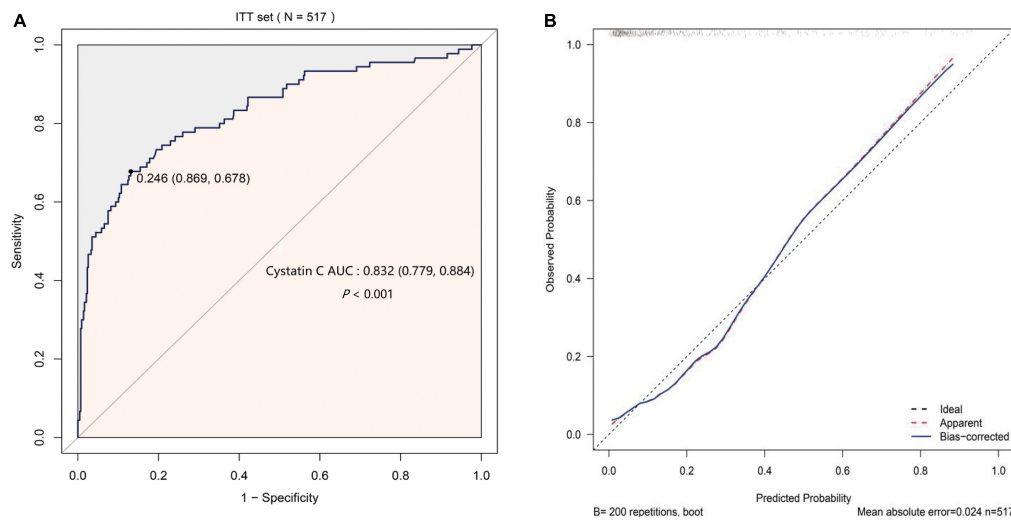 A
ITT set ( N = 517 )
1.0
0.8
0.6
0.4
0.2
0.0
Sensitivity
0.246 (0.869, 0.678)
Cystatin C AUC : 0.832 (0.779, 0.884)
P < 0.001
0.0 0.2 0.4 0.6 0.8 1.0
1 − Specificity
B
1.0
0.8
0.6
0.4
0.2
0.0
Observed Probability
Ideal
Apparent
Bias−corrected
0.0 0.2 0.4 0.6 0.8 1.0
Predicted Probability
B= 200 repetitions, boot
Mean absolute error=0.024 n=517